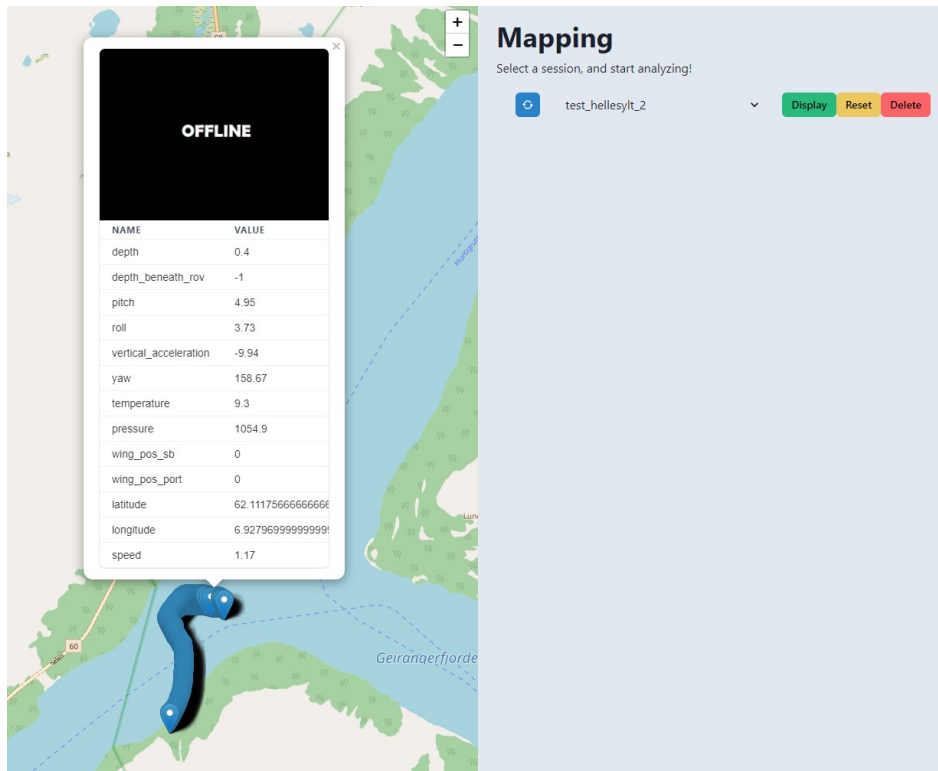 60
+
−
×
OFFLINE
NAME VALUE
depth 0.4
depth_beneath_rov -1
pitch 4.95
roll 3.73
vertical_acceleration -9.94
yaw 158.67
temperature 9.3
pressure 1054.9
wing_pos_sb 0
wing_pos_port 0
latitude 62.11175666666666
longitude 6.92796999999999
speed 1.17
60
Geirangerfjorde
Mapping
Select a session, and start analyzing!
test_hellesylt_2
Display Reset Delete